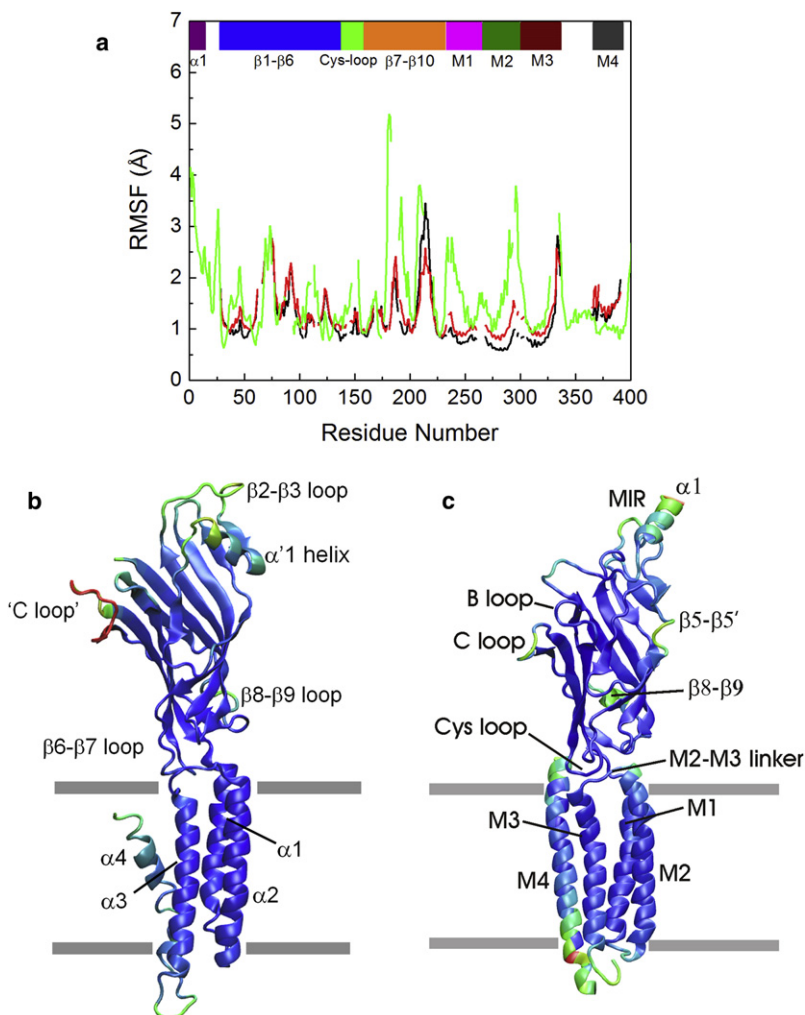 a
7
6
5
4
3
2
1
0
RMSF (Å)
α1
β1-β6
Cys-loop
β7-β10
M1
M2
M3
M4
0 50 100 150 200 250 300 350 400
Residue Number
b
β2-β3 loop
α'1 helix
'C loop'
β8-β9 loop
β6-β7 loop
α4
α3
α1
α2
c
α1
MIR
B loop
C loop
β5-β5'
β8-β9
Cys loop
M2-M3 linker
M3
M1
M4
M2